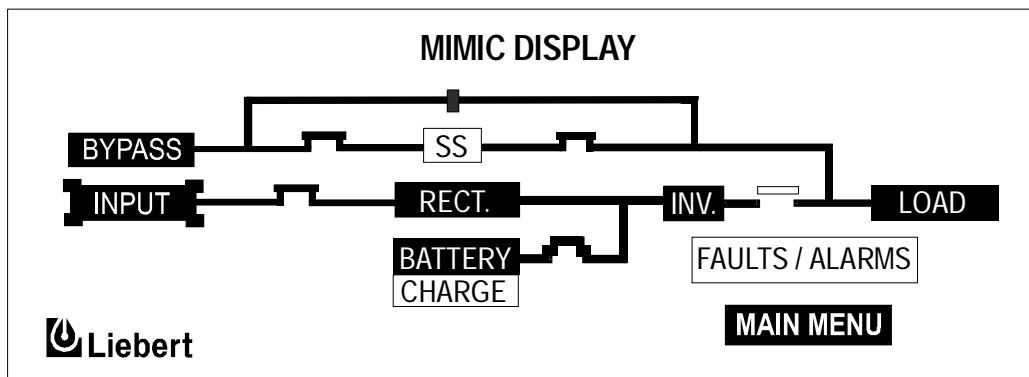 MIMIC DISPLAY
BYPASS
SS
INPUT
RECT.
INV.
LOAD
BATTERY
CHARGE
FAULTS / ALARMS
MAIN MENU
Liebert